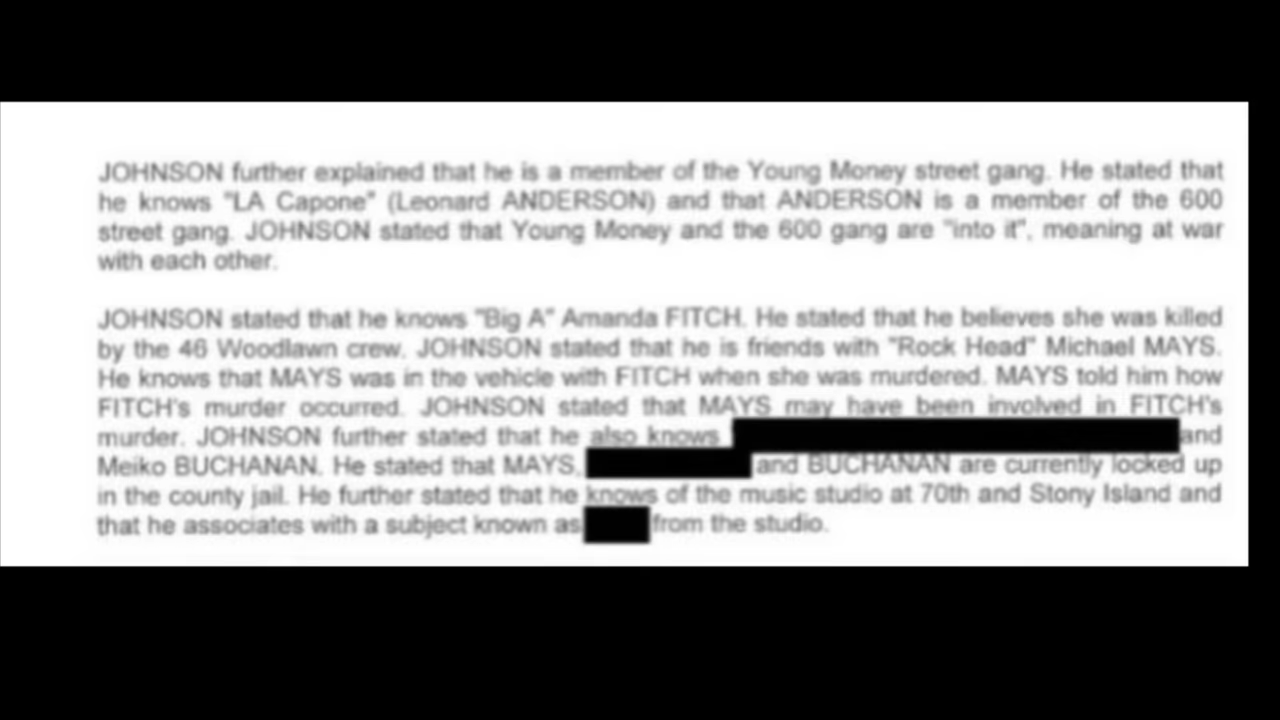 JOHNSON further explained that he is a member of the Young Money street gang. He stated that
he knows "LA Capone" (Leonard ANDERSON) and that ANDERSON is a member of the 600
street gang. JOHNSON stated that Young Money and the 600 gang are "into it", meaning at war
with each other.
JOHNSON stated that he knows "Big A" Amanda FITCH. He stated that he believes she was killed
by the 46 Woodlawn crew. JOHNSON stated that he is friends with "Rock Head" Michael MAYS.
He knows that MAYS was in the vehicle with FITCH when she was murdered. MAYS told him how
FITCH's murder occurred. JOHNSON stated that MAYS may have been involved in FITCH's
murder. JOHNSON further stated that he also knows and
Meiko BUCHANAN. He stated that MAYS, and BUCHANAN are currently locked up
in the county jail. He further stated that he knows of the music studio at 70th and Stony Island and
that he associates with a subject known as from the studio.